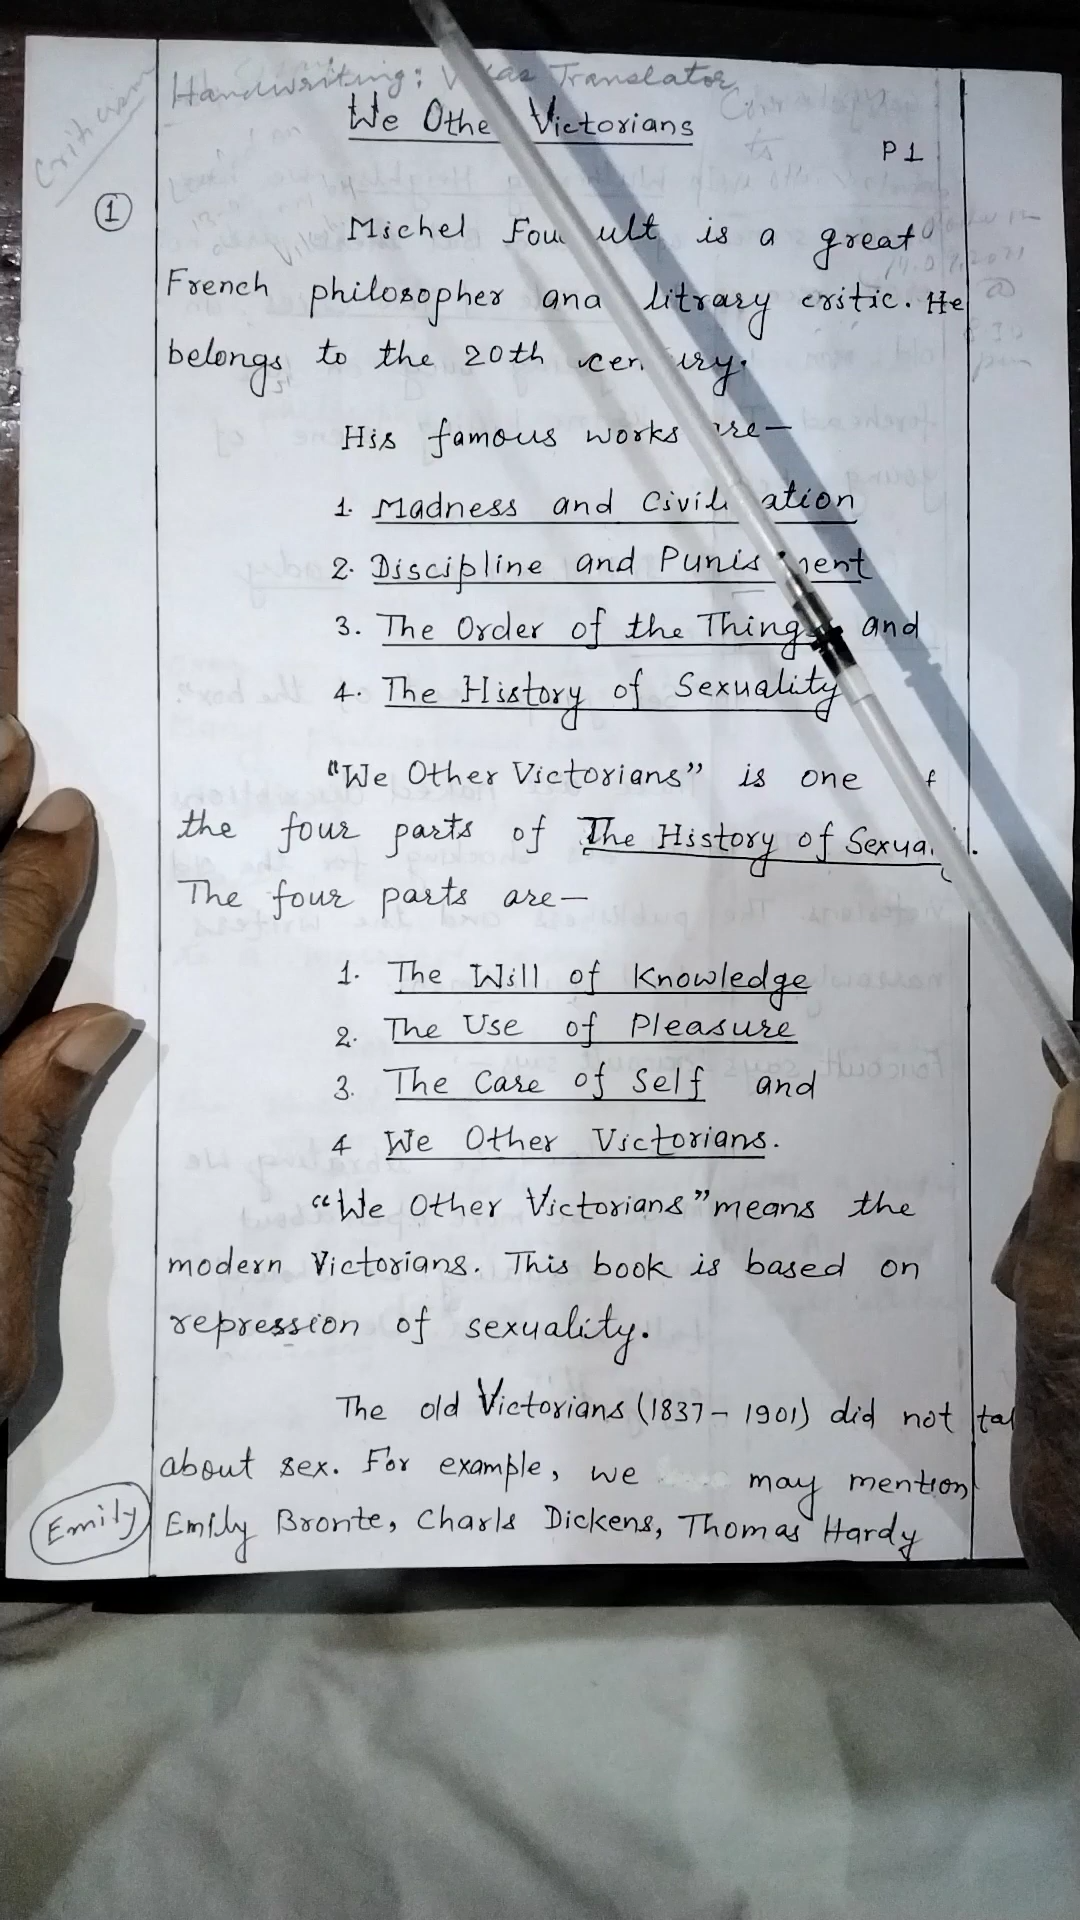 Handwriting: Translator
Criticism
We Othe Victorians
P1
1
Michel Fou ult is a great
French philosopher and litrary critic. He
belongs to the 20th cen ury.
His famous works are—
1. Madness and Civili ation
2. Discipline and Punis ment
3. The Order of the Things and
4. The History of Sexuality
"We Other Victorians" is one f
the four parts of The History of Sexua
The four parts are—
1. The Will of Knowledge
2. The Use of Pleasure
3. The Care of Self and
4 We Other Victorians.
"We Other Victorians" means the
modern Victorians. This book is based on
repression of sexuality.
The old Victorians (1837 - 1901) did not tal
about sex. For example, we may mention
Emily
Emily Bronte, Charls Dickens, Thomas Hardy